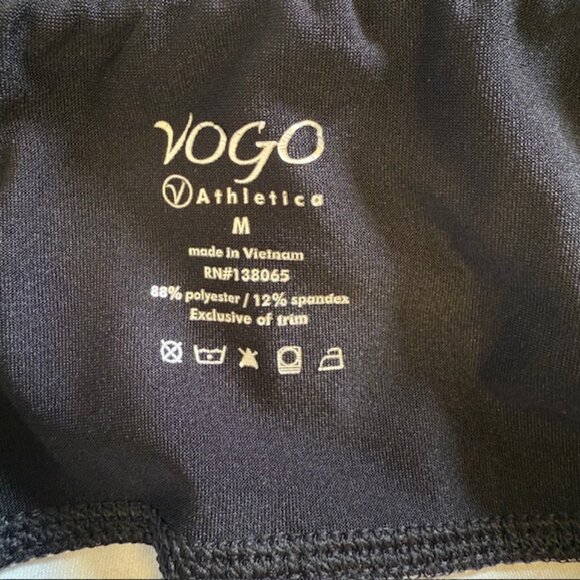 VOGO
V Athletica
M
made in Vietnam
RN#138065
88% polyester / 12% spandex
Exclusive of trim